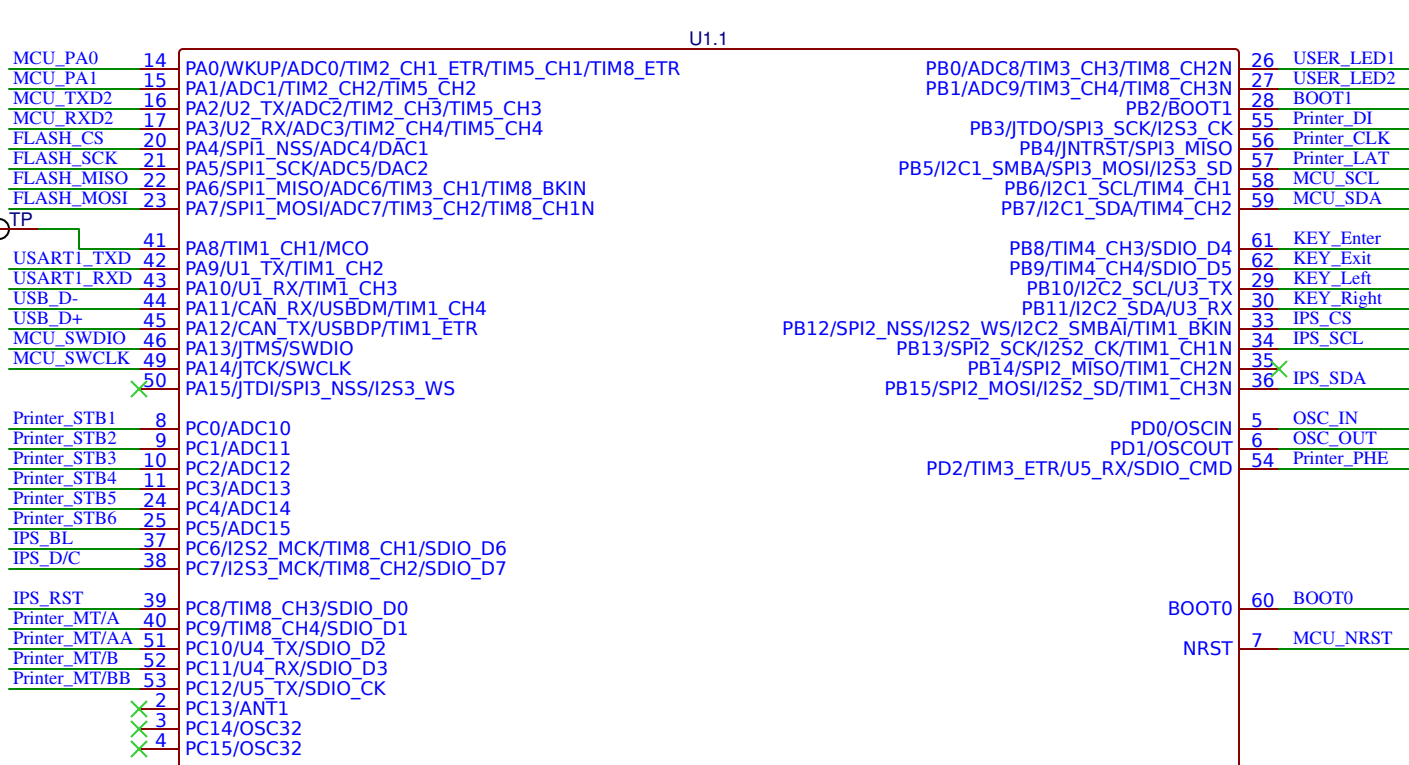 U1.1
MCU_PA0 14 PA0/WKUP/ADC0/TIM2_CH1_ETR/TIM5_CH1/TIM8_ETR
MCU_PA1 15 PA1/ADC1/TIM2_CH2/TIM5_CH2
MCU_TXD2 16 PA2/U2_TX/ADC2/TIM2_CH3/TIM5_CH3
MCU_RXD2 17 PA3/U2_RX/ADC3/TIM2_CH4/TIM5_CH4
FLASH_CS 20 PA4/SPI1_NSS/ADC4/DAC1
FLASH_SCK 21 PA5/SPI1_SCK/ADC5/DAC2
FLASH_MISO 22 PA6/SPI1_MISO/ADC6/TIM3_CH1/TIM8_BKIN
FLASH_MOSI 23 PA7/SPI1_MOSI/ADC7/TIM3_CH2/TIM8_CH1N
TP
41 PA8/TIM1_CH1/MCO
USART1_TXD 42 PA9/U1_TX/TIM1_CH2
USART1_RXD 43 PA10/U1_RX/TIM1_CH3
USB_D- 44 PA11/CAN_RX/USBDM/TIM1_CH4
USB_D+ 45 PA12/CAN_TX/USBDP/TIM1_ETR
MCU_SWDIO 46 PA13/JTMS/SWDIO
MCU_SWCLK 49 PA14/JTCK/SWCLK
50 PA15/JTDI/SPI3_NSS/I2S3_WS
Printer_STB1 8 PC0/ADC10
Printer_STB2 9 PC1/ADC11
Printer_STB3 10 PC2/ADC12
Printer_STB4 11 PC3/ADC13
Printer_STB5 24 PC4/ADC14
Printer_STB6 25 PC5/ADC15
IPS_BL 37 PC6/I2S2_MCK/TIM8_CH1/SDIO_D6
IPS_D/C 38 PC7/I2S3_MCK/TIM8_CH2/SDIO_D7
IPS_RST 39 PC8/TIM8_CH3/SDIO_D0
Printer_MT/A 40 PC9/TIM8_CH4/SDIO_D1
Printer_MT/AA 51 PC10/U4_TX/SDIO_D2
Printer_MT/B 52 PC11/U4_RX/SDIO_D3
Printer_MT/BB 53 PC12/U5_TX/SDIO_CK
2 PC13/ANT1
3 PC14/OSC32
4 PC15/OSC32
PB0/ADC8/TIM3_CH3/TIM8_CH2N 26 USER_LED1
PB1/ADC9/TIM3_CH4/TIM8_CH3N 27 USER_LED2
PB2/BOOT1 28 BOOT1
PB3/JTDO/SPI3_SCK/I2S3_CK 55 Printer_DI
PB4/JNTRST/SPI3_MISO 56 Printer_CLK
PB5/I2C1_SMBA/SPI3_MOSI/I2S3_SD 57 Printer_LAT
PB6/I2C1_SCL/TIM4_CH1 58 MCU_SCL
PB7/I2C1_SDA/TIM4_CH2 59 MCU_SDA
PB8/TIM4_CH3/SDIO_D4 61 KEY_Enter
PB9/TIM4_CH4/SDIO_D5 62 KEY_Exit
PB10/I2C2_SCL/U3_TX 29 KEY_Left
PB11/I2C2_SDA/U3_RX 30 KEY_Right
PB12/SPI2_NSS/I2S2_WS/I2C2_SMBAI/TIM1_BKIN 33 IPS_CS
PB13/SPI2_SCK/I2S2_CK/TIM1_CH1N 34 IPS_SCL
PB14/SPI2_MISO/TIM1_CH2N 35
PB15/SPI2_MOSI/I2S2_SD/TIM1_CH3N 36 IPS_SDA
PD0/OSCIN 5 OSC_IN
PD1/OSCOUT 6 OSC_OUT
PD2/TIM3_ETR/U5_RX/SDIO_CMD 54 Printer_PHE
BOOT0 60 BOOT0
NRST 7 MCU_NRST